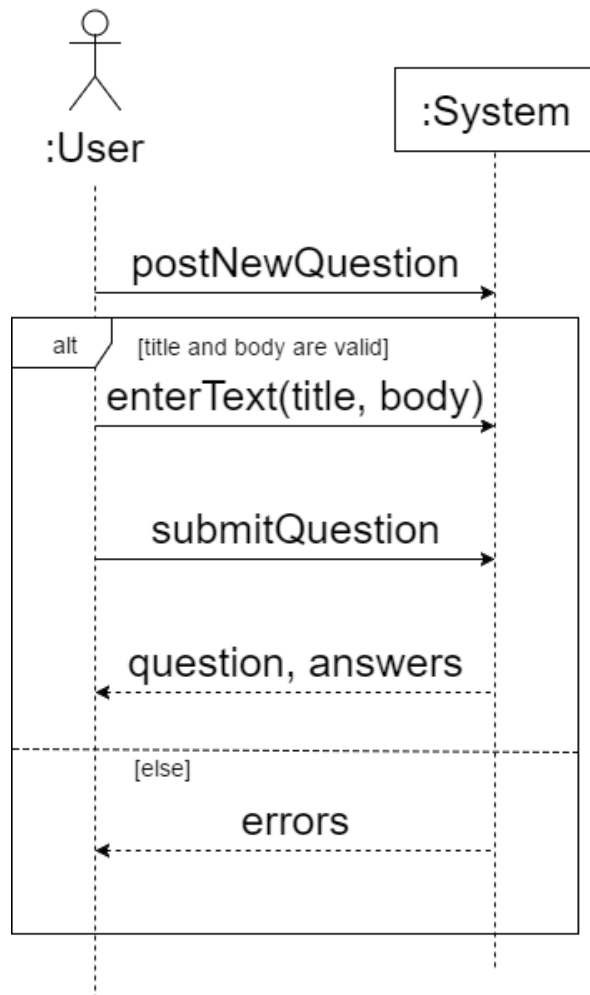 :User
:System
postNewQuestion
alt
[title and body are valid]
enterText(title, body)
submitQuestion
question, answers
[else]
errors